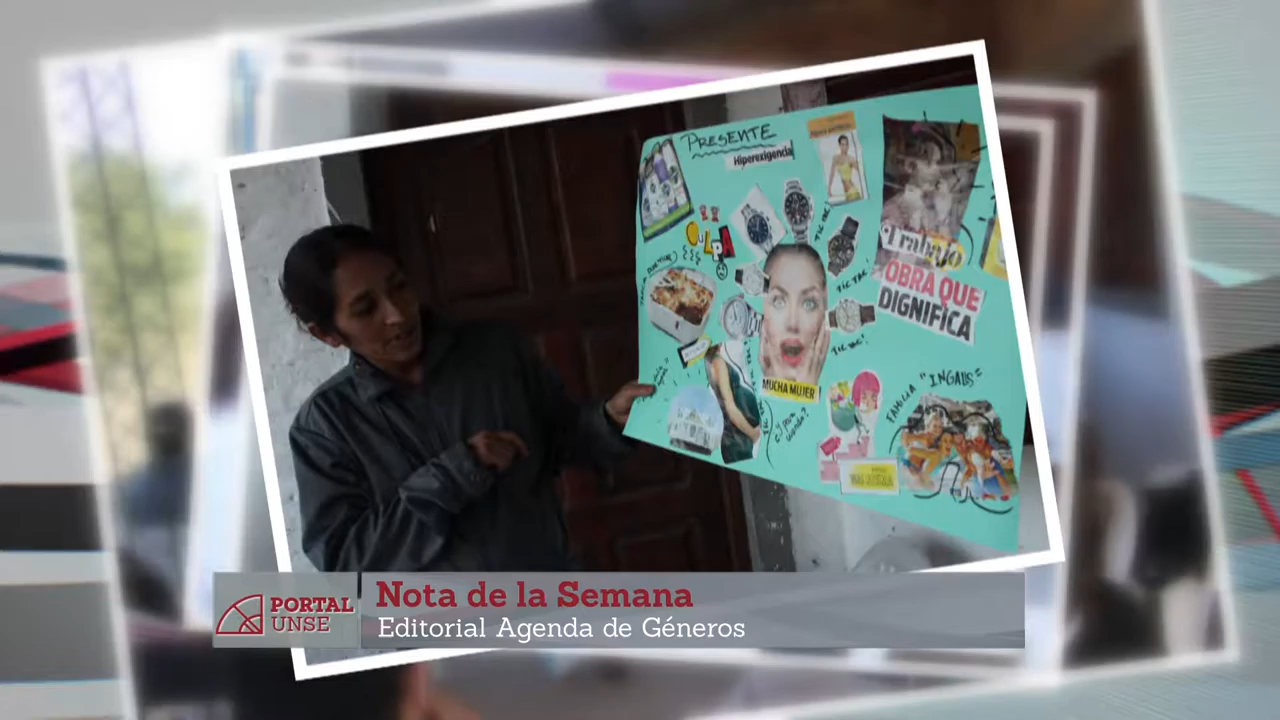 PRESENTE
Hiperexigencia
CULPA
TIC TAC
TIC TAC!
Trabajo
OBRA QUE
DIGNIFICA
TIC TAC!
MUCHA MUJER
FAMILIA "INGALLS"
PORTAL
UNSE
Nota de la Semana
Editorial Agenda de Géneros